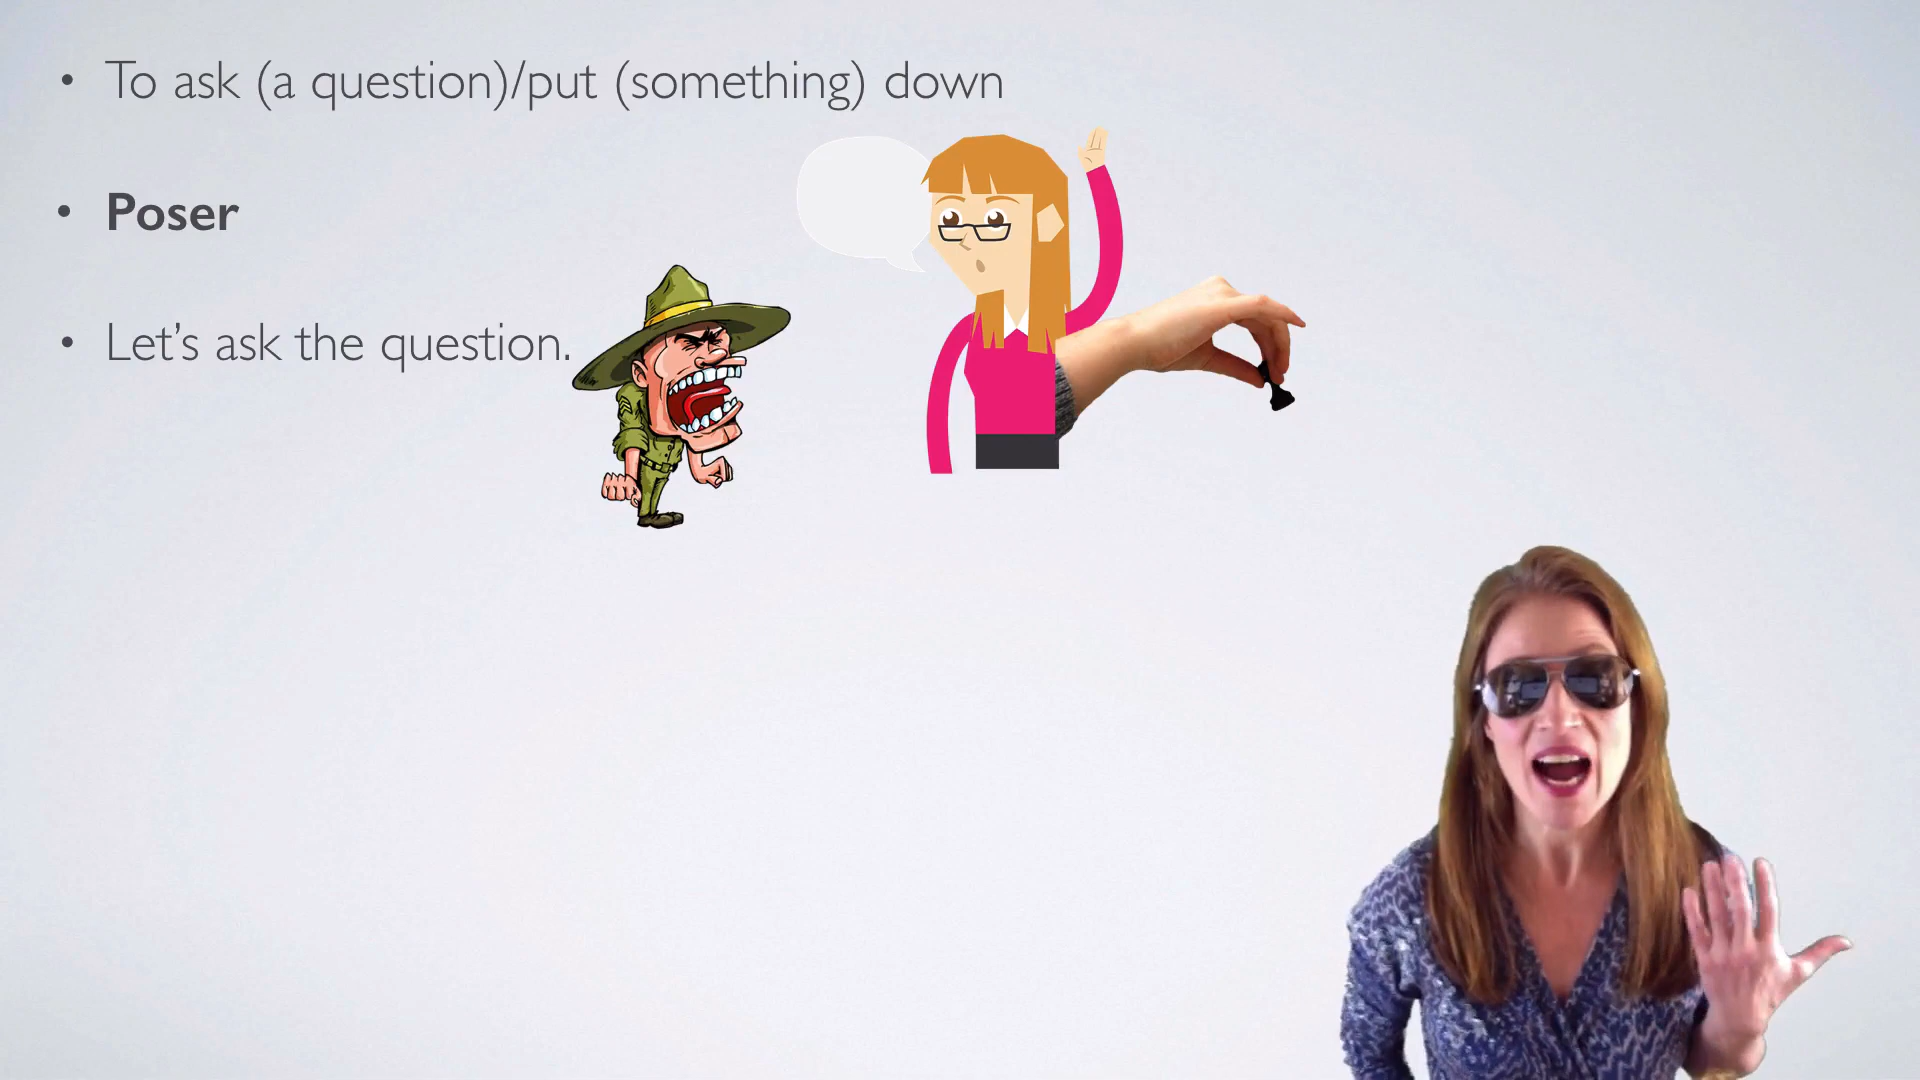 • To ask (a question)/put (something) down
• Poser
• Let's ask the question.